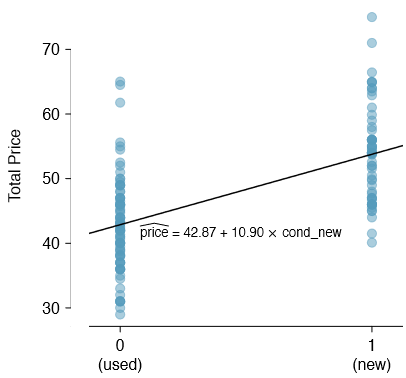 Total Price
70
60
50
40
30
price = 42.87 + 10.90 × cond_new
0
(used)
1
(new)